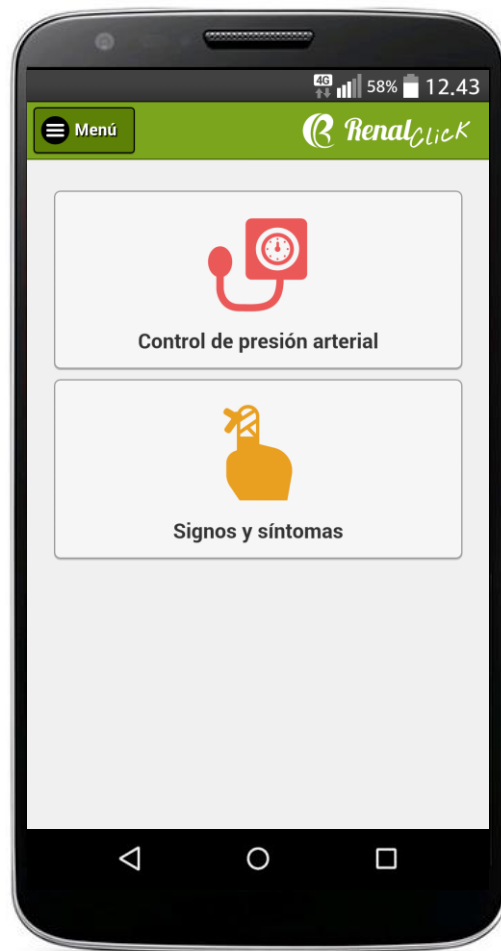 4G 58% 12.43
Menú RenalClicK
Control de presión arterial
Signos y síntomas